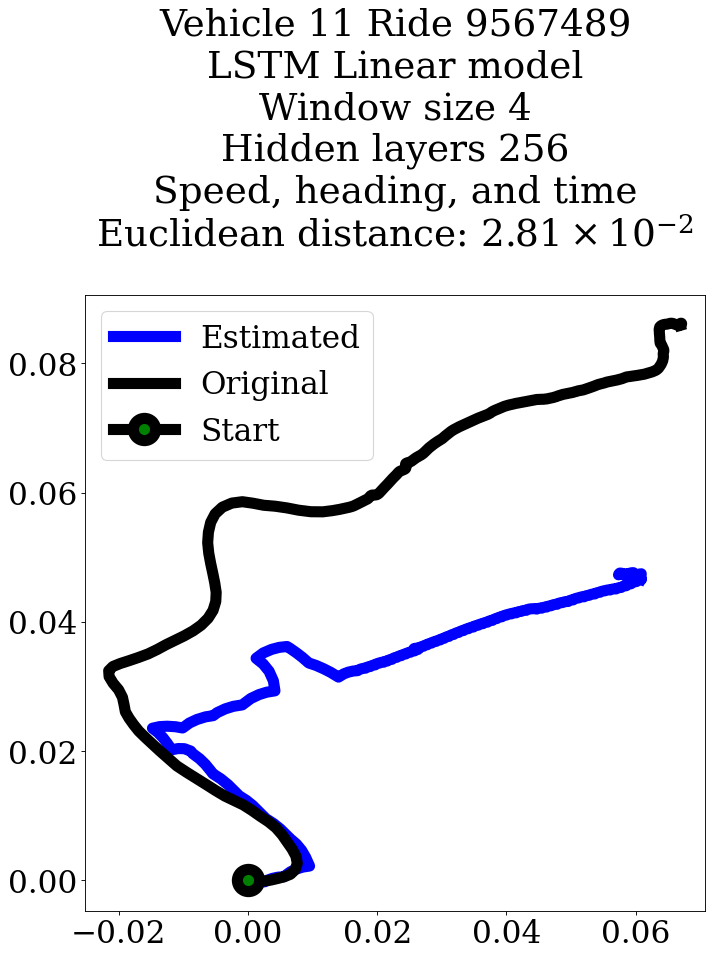 Vehicle 11 Ride 9567489
LSTM Linear model
Window size 4
Hidden layers 256
Speed, heading, and time
Euclidean distance: 2.81 × 10⁻²
Estimated
Original
Start
0.08
0.06
0.04
0.02
0.00
−0.02 0.00 0.02 0.04 0.06